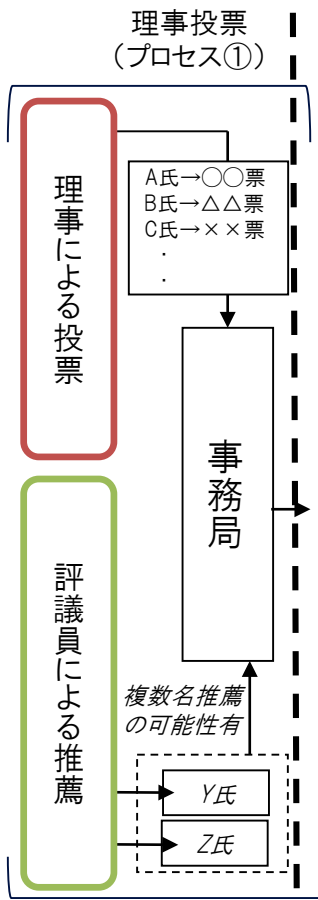 理事投票
（プロセス①）
理事による投票
A氏→○○票
B氏→△△票
C氏→××票
.
.
事務局
評議員による推薦
複数名推薦
の可能性有
Y氏
Z氏